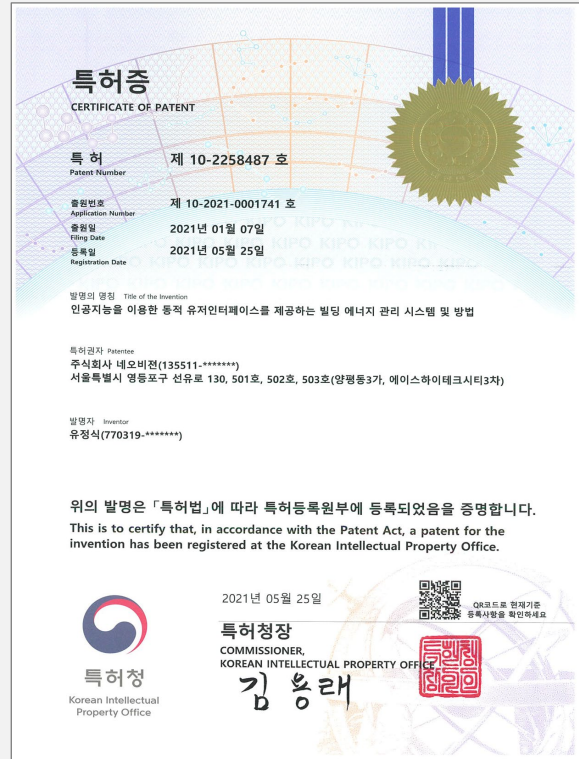 특허증
CERTIFICATE OF PATENT
특 허 제 10-2258487 호
Patent Number
출원번호 제 10-2021-0001741 호
Application Number
출원일 2021년 01월 07일
Filing Date
등록일 2021년 05월 25일
Registration Date
발명의 명칭 Title of the Invention
인공지능을 이용한 동적 유저인터페이스를 제공하는 빌딩 에너지 관리 시스템 및 방법
특허권자 Patentee
주식회사 네오비젼(135511-*******)
서울특별시 영등포구 선유로 130, 501호, 502호, 503호(양평동3가, 에이스하이테크시티3차)
발명자 Inventor
유정식(770319-*******)
위의 발명은 「특허법」에 따라 특허등록원부에 등록되었음을 증명합니다.
This is to certify that, in accordance with the Patent Act, a patent for the
invention has been registered at the Korean Intellectual Property Office.
2021년 05월 25일
QR코드로 현재기준
등록사항을 확인하세요
특허청장
COMMISSIONER,
KOREAN INTELLECTUAL PROPERTY OFFICE
김용래
특허청
Korean Intellectual
Property Office